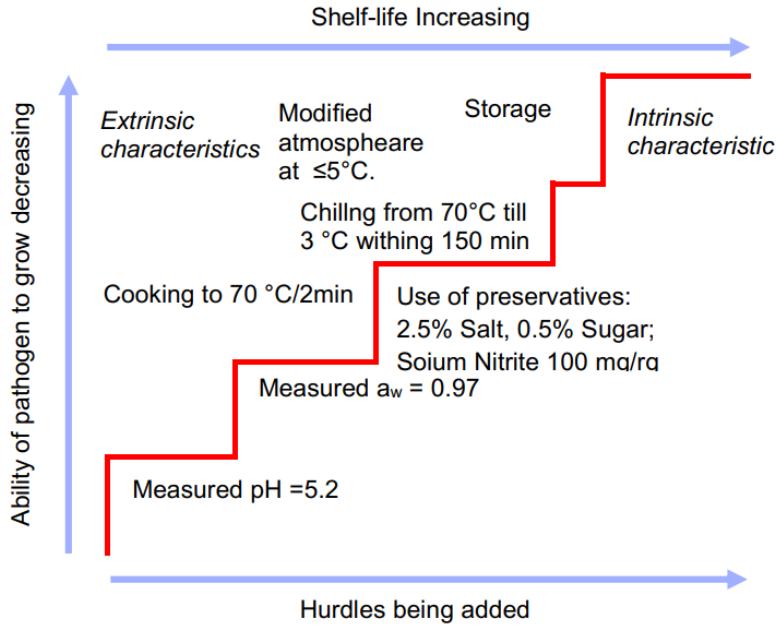 Shelf-life Increasing
Ability of pathogen to grow decreasing
Extrinsic
characteristics
Modified
atmospheare
at ≤5°C.
Storage
Intrinsic
characteristic
Chillng from 70°C till
3 °C withing 150 min
Cooking to 70 °C/2min
Use of preservatives:
2.5% Salt, 0.5% Sugar;
Soium Nitrite 100 mg/rg
Measured aw = 0.97
Measured pH =5.2
Hurdles being added